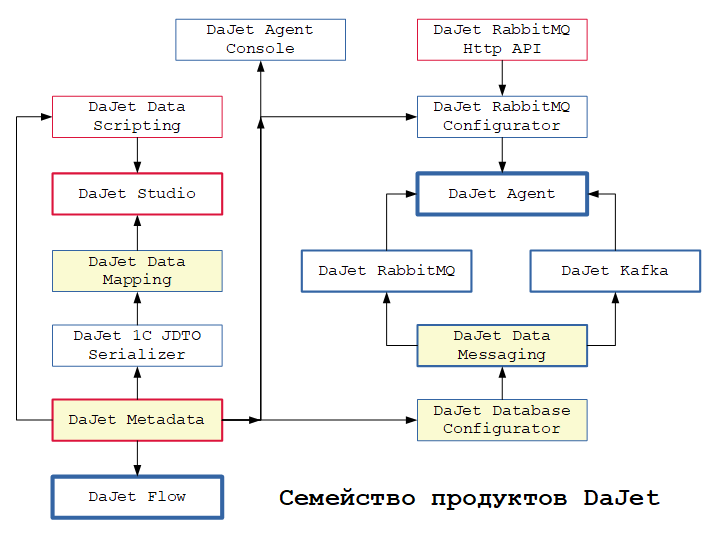 DaJet Agent
Console
DaJet RabbitMQ
Http API
DaJet Data
Scripting
DaJet RabbitMQ
Configurator
DaJet Studio
DaJet Agent
DaJet Data
Mapping
DaJet RabbitMQ
DaJet Kafka
DaJet 1C JDTO
Serializer
DaJet Data
Messaging
DaJet Metadata
DaJet Database
Configurator
DaJet Flow
Семейство продуктов DaJet